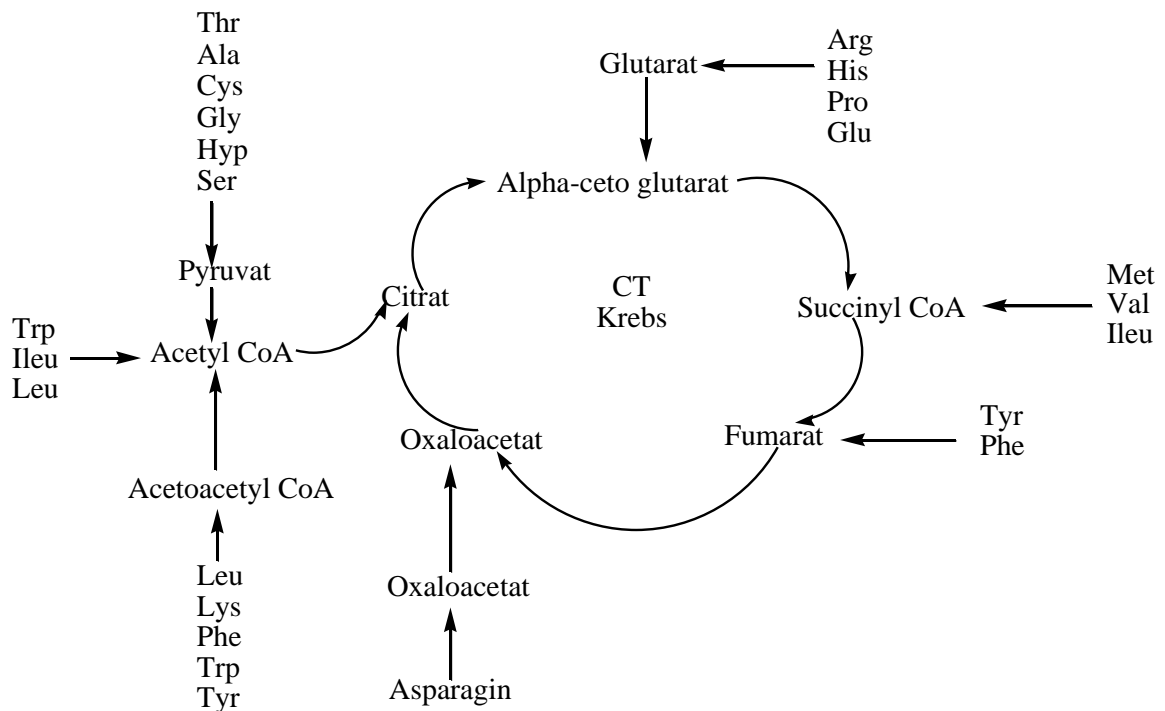 Thr
Ala
Cys
Gly
Hyp
Ser
Pyruvat
Trp
Ileu
Leu
Acetyl CoA
Acetoacetyl CoA
Leu
Lys
Phe
Trp
Tyr
Glutarat
Arg
His
Pro
Glu
Alpha-ceto glutarat
Citrat
CT
Krebs
Succinyl CoA
Met
Val
Ileu
Oxaloacetat
Fumarat
Tyr
Phe
Oxaloacetat
Asparagin